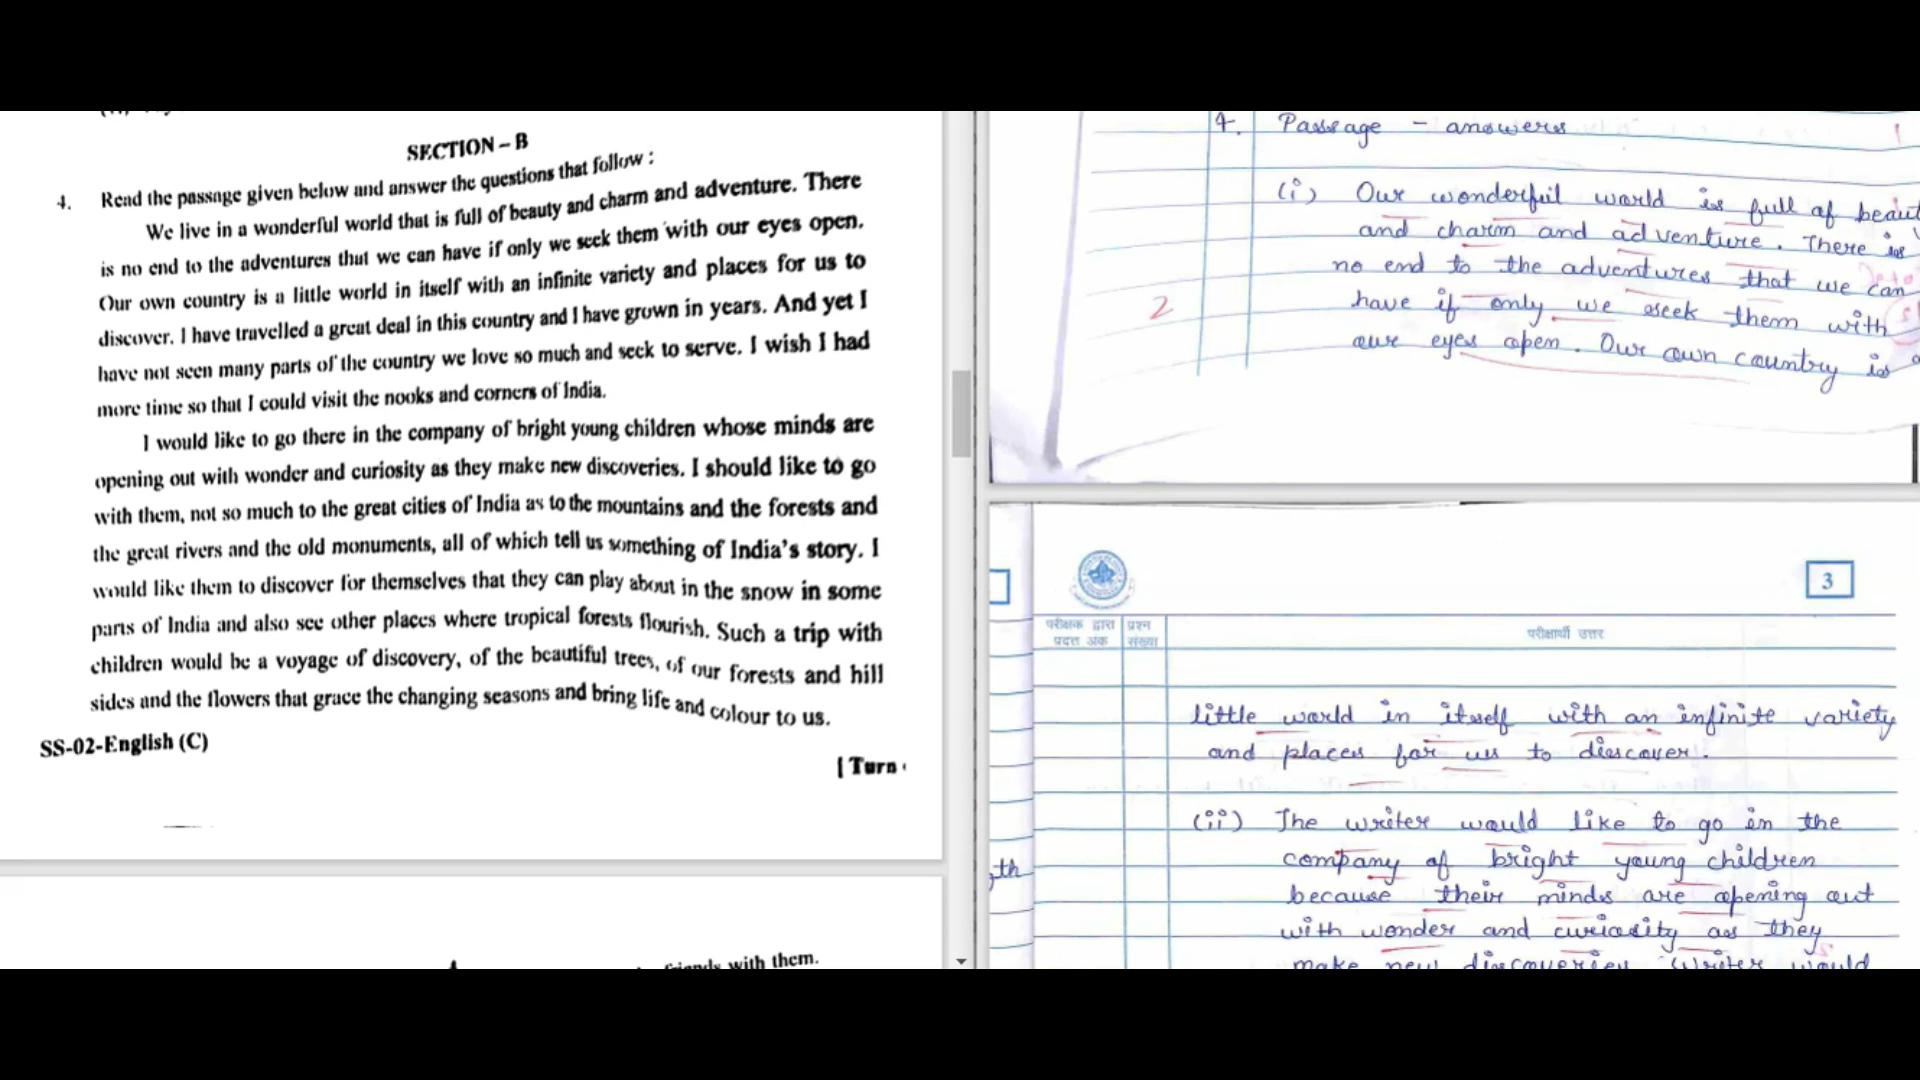 SECTION – B
4. Read the passage given below and answer the questions that follow :
We live in a wonderful world that is full of beauty and charm and adventure. There
is no end to the adventures that we can have if only we seek them with our eyes open.
Our own country is a little world in itself with an infinite variety and places for us to
discover. I have travelled a great deal in this country and I have grown in years. And yet I
have not seen many parts of the country we love so much and seek to serve. I wish I had
more time so that I could visit the nooks and corners of India.
I would like to go there in the company of bright young children whose minds are
opening out with wonder and curiosity as they make new discoveries. I should like to go
with them, not so much to the great cities of India as to the mountains and the forests and
the great rivers and the old monuments, all of which tell us something of India's story. I
would like them to discover for themselves that they can play about in the snow in some
parts of India and also see other places where tropical forests flourish. Such a trip with
children would be a voyage of discovery, of the beautiful trees, of our forests and hill
sides and the flowers that grace the changing seasons and bring life and colour to us.
SS-02-English (C)
[ Turn
with them.
4. Passage – answers
(i) Our wonderful world is full of beaut
and charm and adventure. There is
no end to the adventures that we can
2 have if only we seek them with
our eyes open. Our own country is
3
परीक्षक द्वारा प्रदत्त अंक
प्रश्न संख्या
परीक्षार्थी उत्तर
little world in itself with an infinite variety
and places for us to discover.
(ii) The writer would like to go in the
company of bright young children
because their minds are opening out
with wonder and curiosity as they
make new discoveries. Writer would